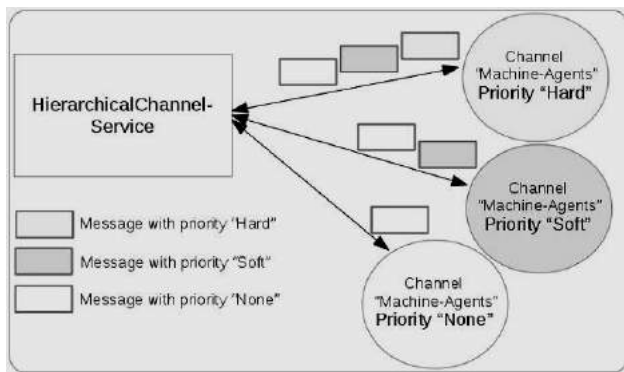 HierarchicalChannel-
Service
Channel
"Machine-Agents"
Priority "Hard"
Channel
"Machine-Agents"
Priority "Soft"
Channel
"Machine-Agents"
Priority "None"
Message with priority "Hard"
Message with priority "Soft"
Message with priority "None"